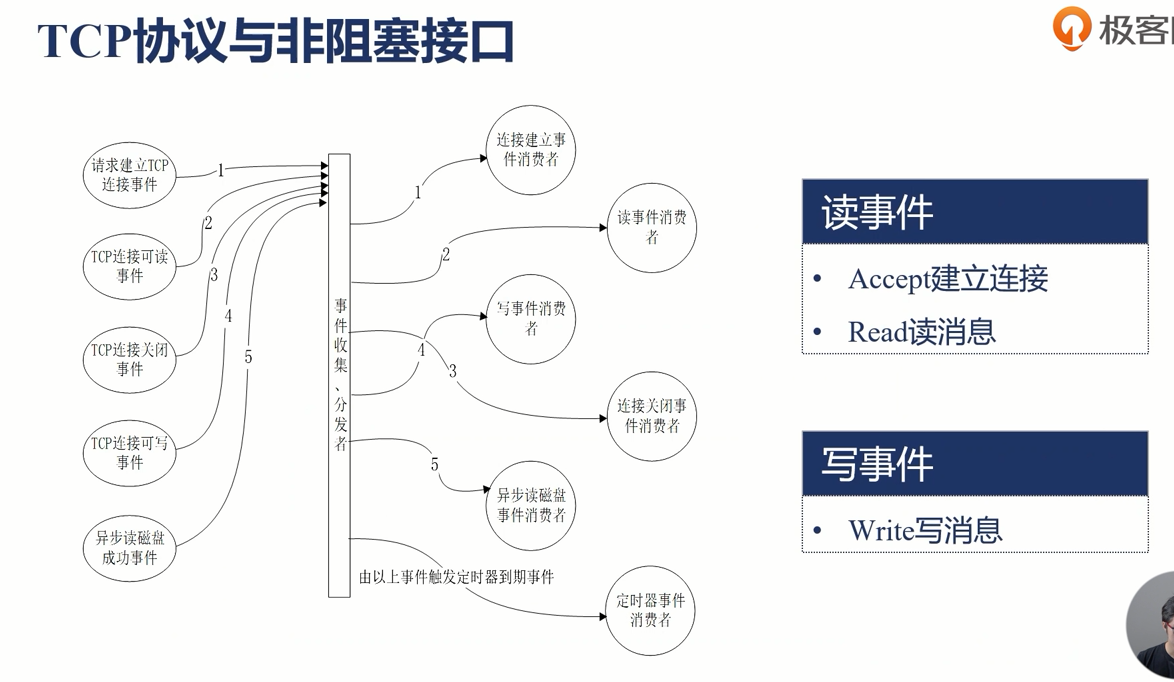 TCP协议与非阻塞接口
极客
请求建立TCP
连接事件
TCP连接可读
事件
TCP连接关闭
事件
TCP连接可写
事件
异步读磁盘
成功事件
1
2
3
4
5
事件收集、分发者
1
2
4
3
5
由以上事件触发定时器到期事件
连接建立事
件消费者
读事件消费
者
写事件消费
者
连接关闭事
件消费者
异步读磁盘
事件消费者
定时器事件
消费者
读事件
• Accept建立连接
• Read读消息
写事件
• Write写消息